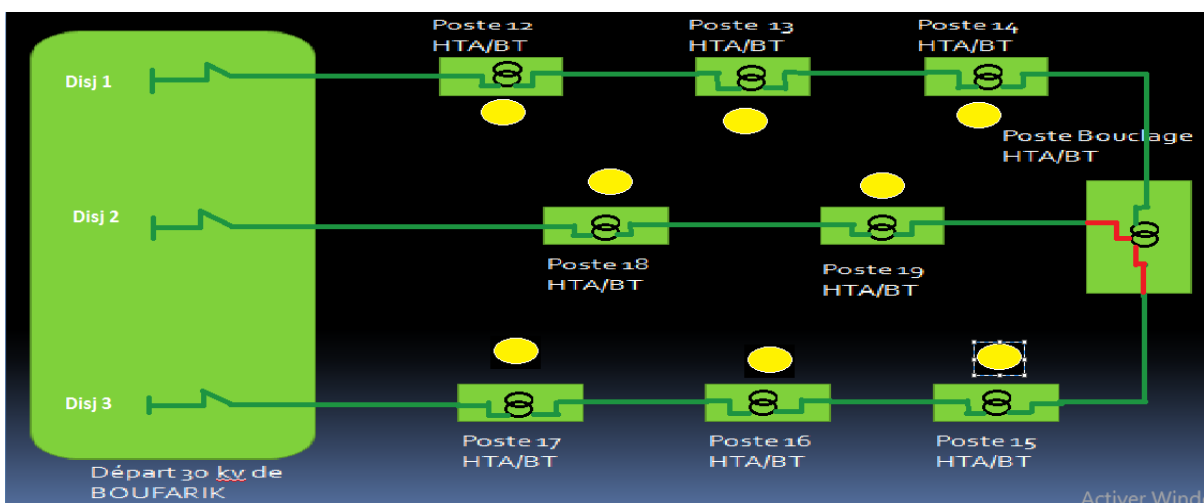 Poste 12
HTA/BT
Poste 13
HTA/BT
Poste 14
HTA/BT
Disj 1
Poste Bouclage
HTA/BT
Disj 2
Poste 18
HTA/BT
Poste 19
HTA/BT
Disj 3
Poste 17
HTA/BT
Poste 16
HTA/BT
Poste 15
HTA/BT
Départ 30 kv de
BOUFARIK
Activer Wind